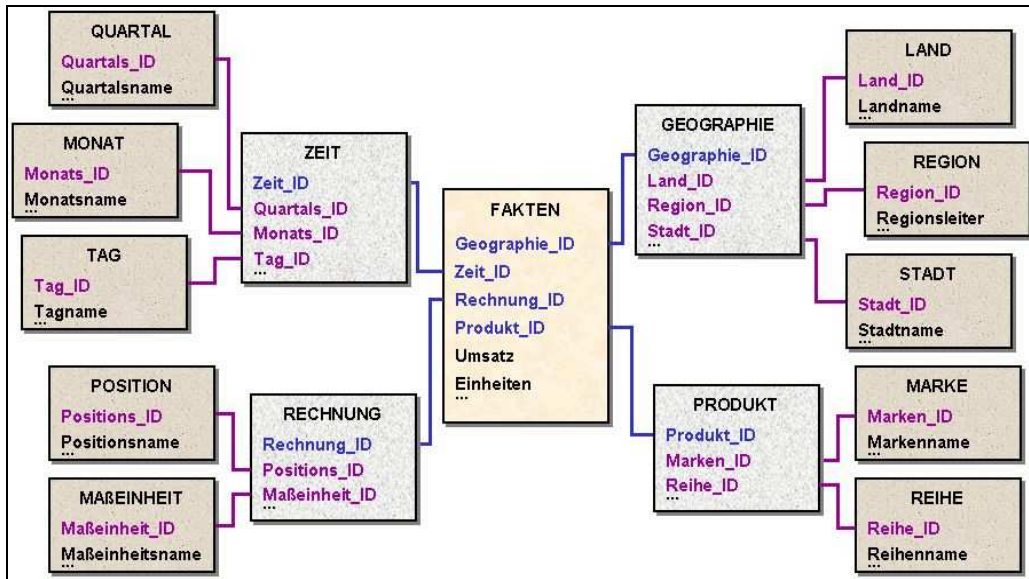 QUARTAL
Quartals_ID
Quartalsname
...
MONAT
Monats_ID
Monatsname
...
TAG
Tag_ID
Tagname
...
ZEIT
Zeit_ID
Quartals_ID
Monats_ID
Tag_ID
...
POSITION
Positions_ID
Positionsname
...
MAßEINHEIT
Maßeinheit_ID
Maßeinheitsname
...
RECHNUNG
Rechnung_ID
Positions_ID
Maßeinheit_ID
...
FAKTEN
Geographie_ID
Zeit_ID
Rechnung_ID
Produkt_ID
Umsatz
Einheiten
...
GEOGRAPHIE
Geographie_ID
Land_ID
Region_ID
Stadt_ID
...
LAND
Land_ID
Landname
...
REGION
Region_ID
Regionsleiter
...
STADT
Stadt_ID
Stadtname
...
PRODUKT
Produkt_ID
Marken_ID
Reihe_ID
...
MARKE
Marken_ID
Markenname
...
REIHE
Reihe_ID
Reihenname
...